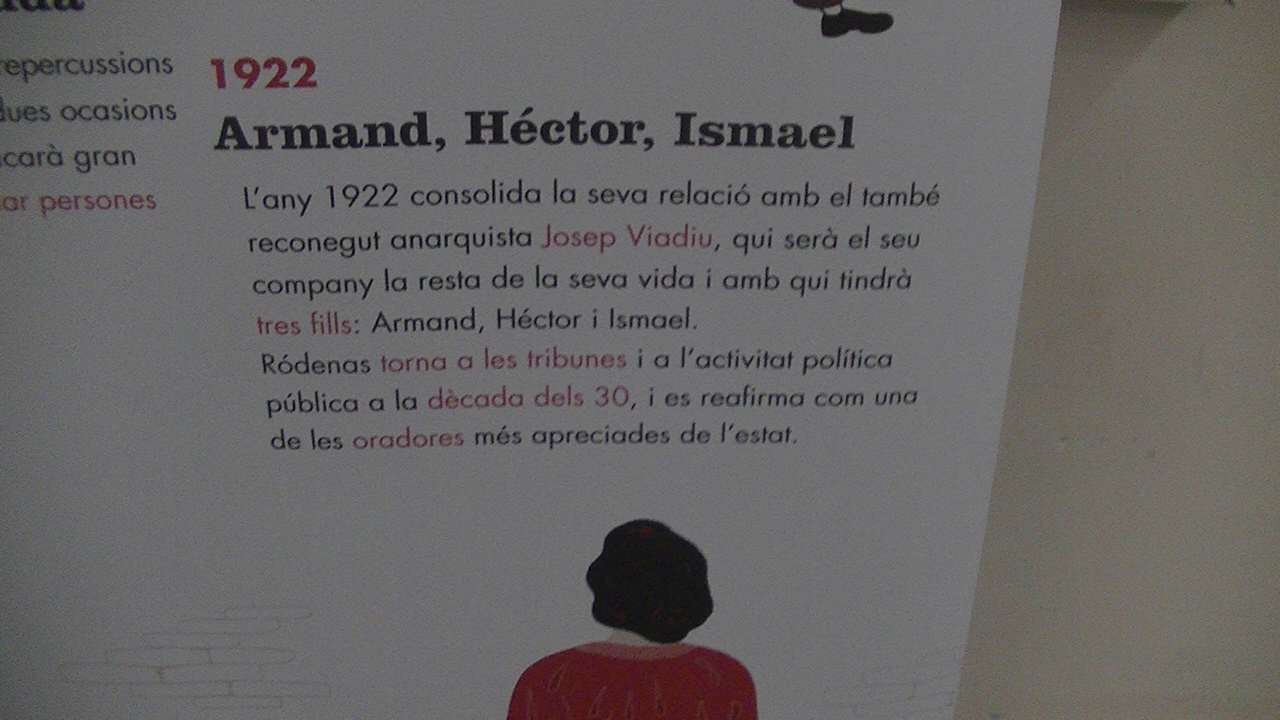 repercussions
dues ocasions
gran
persones
1922
Armand, Héctor, Ismael
L'any 1922 consolida la seva relació amb el també
reconegut anarquista Josep Viadiu, qui serà el seu
company la resta de la seva vida i amb qui tindrà
tres fills: Armand, Héctor i Ismael.
Ródenas torna a les tribunes i a l'activitat política
pública a la dècada dels 30, i es reafirma com una
de les oradores més apreciades de l'estat.